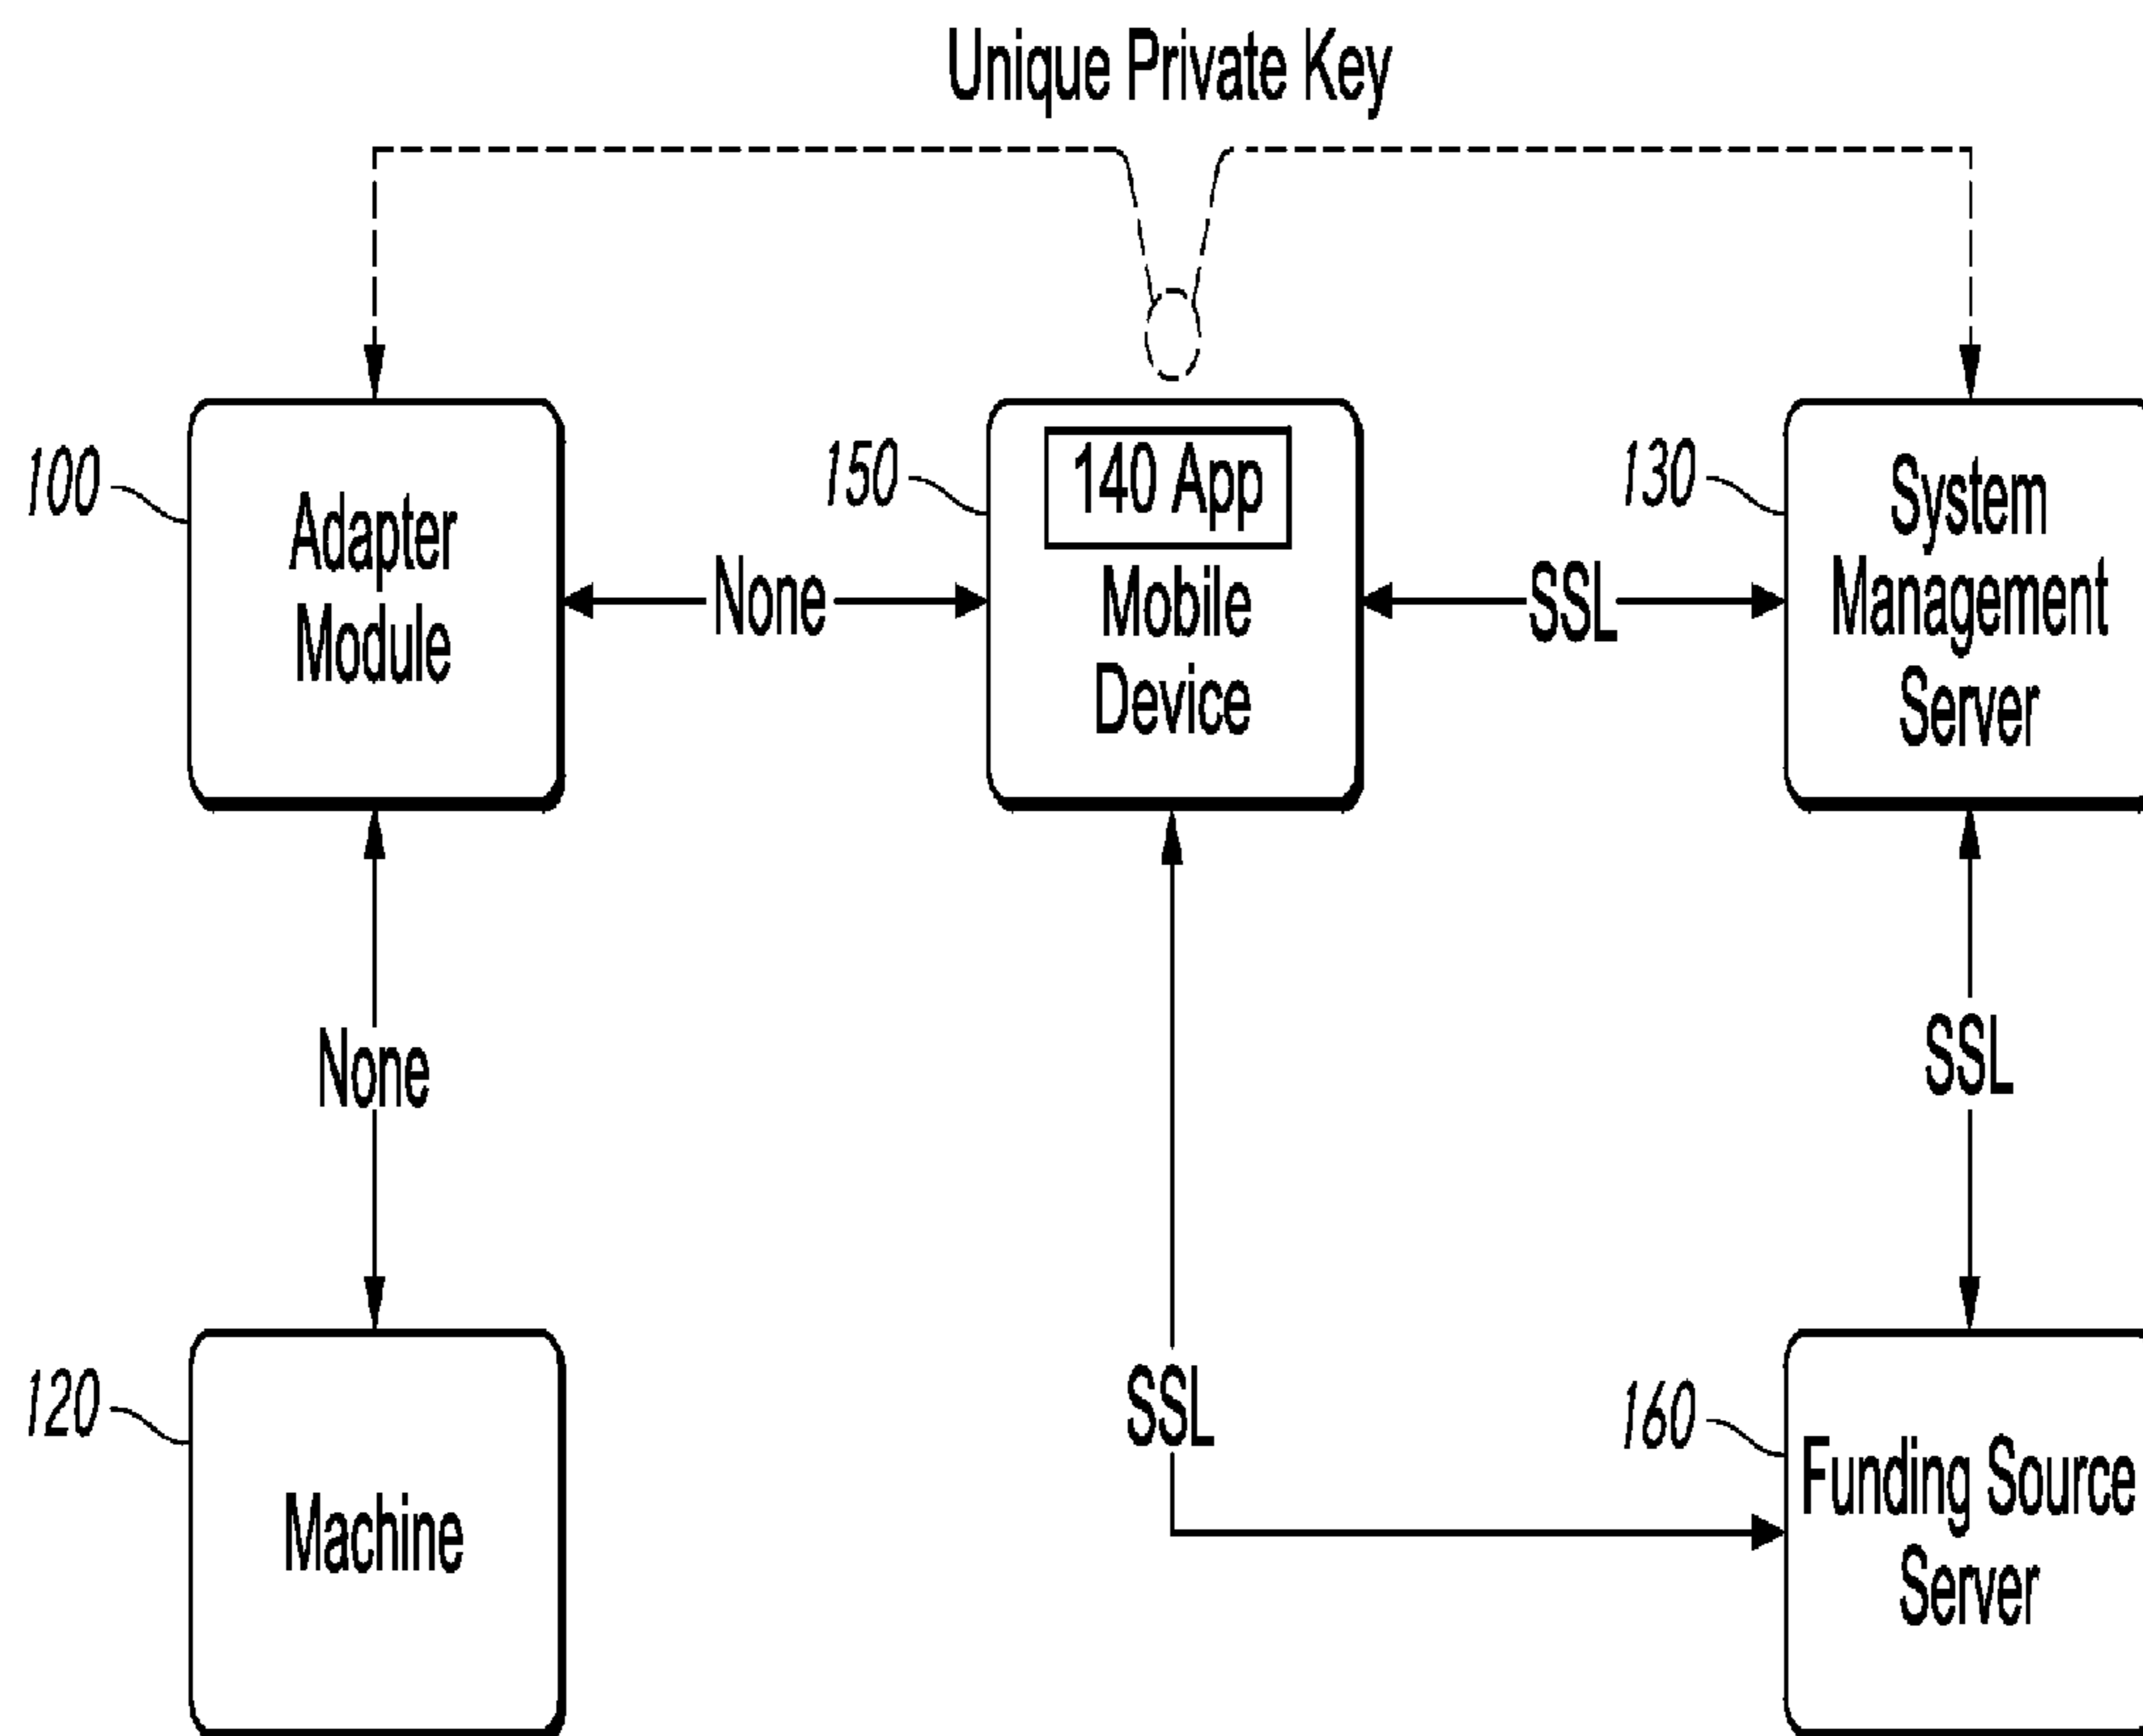 Unique Private Key
100
Adapter
Module
None
150
140 App
Mobile
Device
SSL
130
System
Management
Server
None
SSL
SSL
120
Machine
160
Funding Source
Server